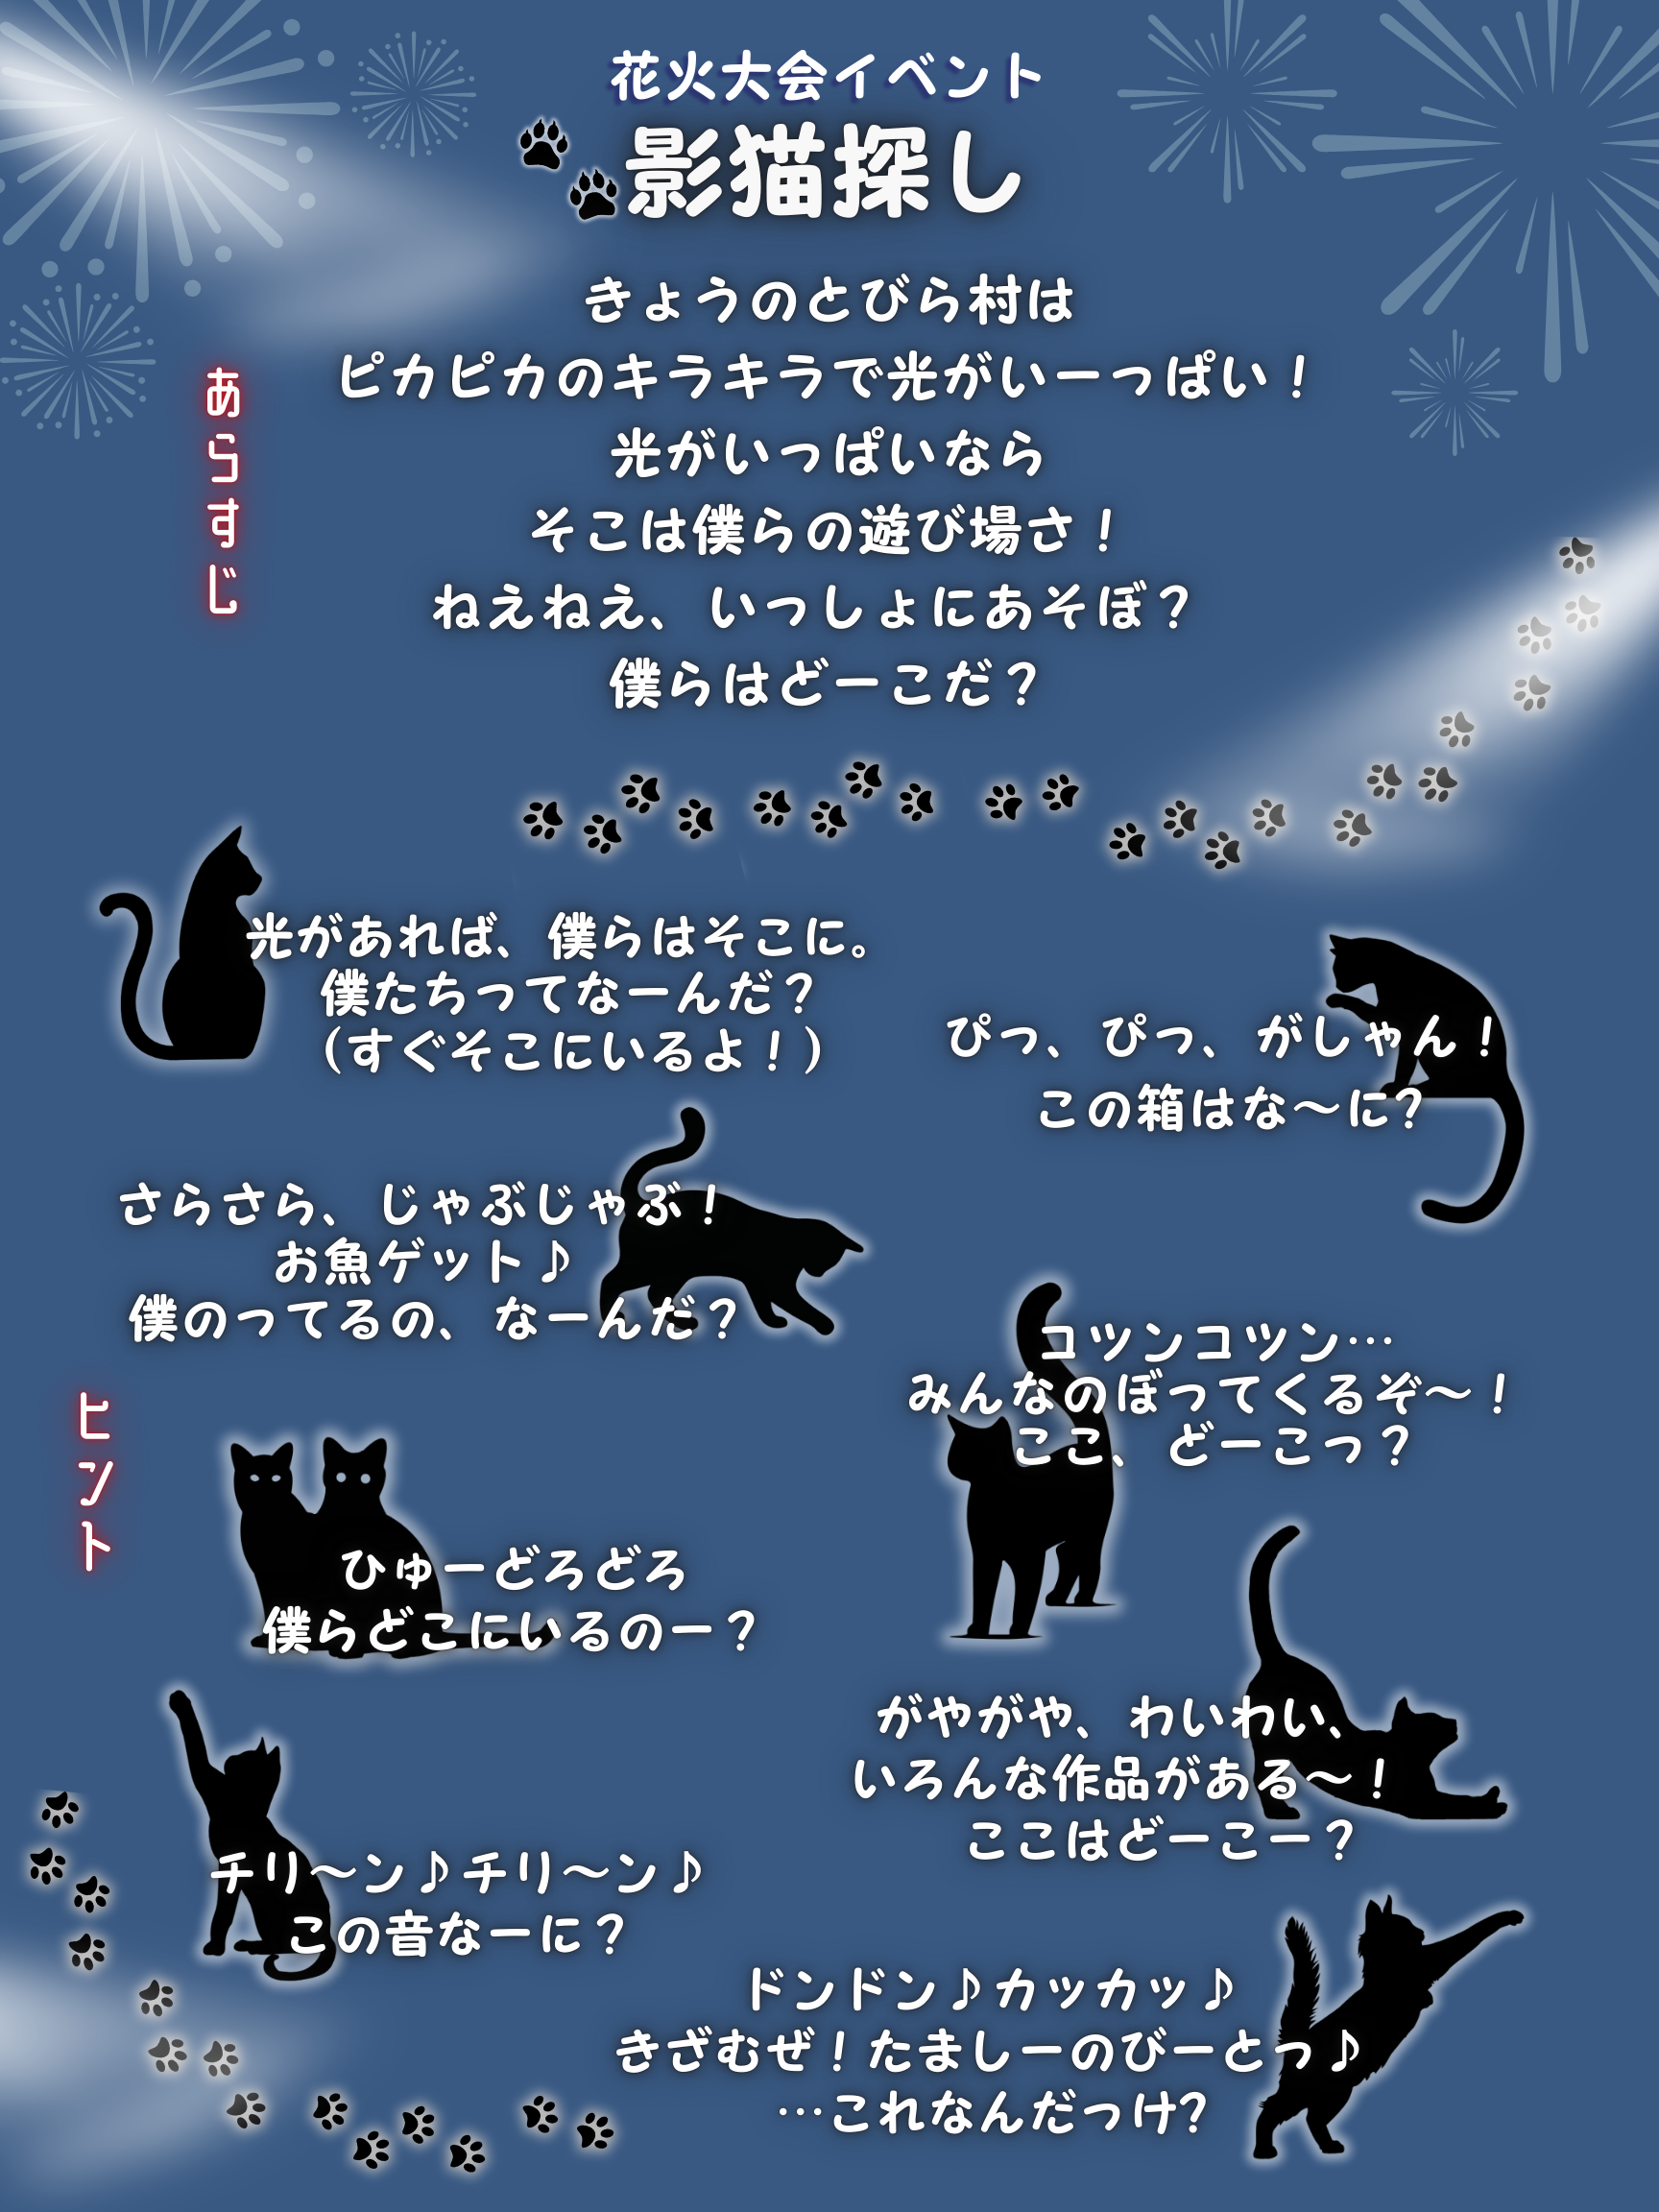 花火大会イベント
影猫探し
あらすじ
きょうのとびら村は
ピカピカのキラキラで光がいーっぱい！
光がいっぱいなら
そこは僕らの遊び場さ！
ねえねえ、いっしょにあそぼ？
僕らはどーこだ？
ヒント
光があれば、僕らはそこに。
僕たちってなーんだ？
（すぐそこにいるよ！）
ぴっ、ぴっ、がしゃん！
この箱はな～に？
さらさら、じゃぶじゃぶ！
お魚ゲット♪
僕のってるの、なーんだ？
コツンコツン…
みんなのぼってくるぞ～！
ここ、どーこっ？
ひゅーどろどろ
僕らどこにいるのー？
がやがや、わいわい、
いろんな作品がある～！
ここはどーこー？
チリ～ン♪チリ～ン♪
この音なーに？
ドンドン♪カッカッ♪
きざむぜ！たましーのびーとっ♪
…これなんだっけ？